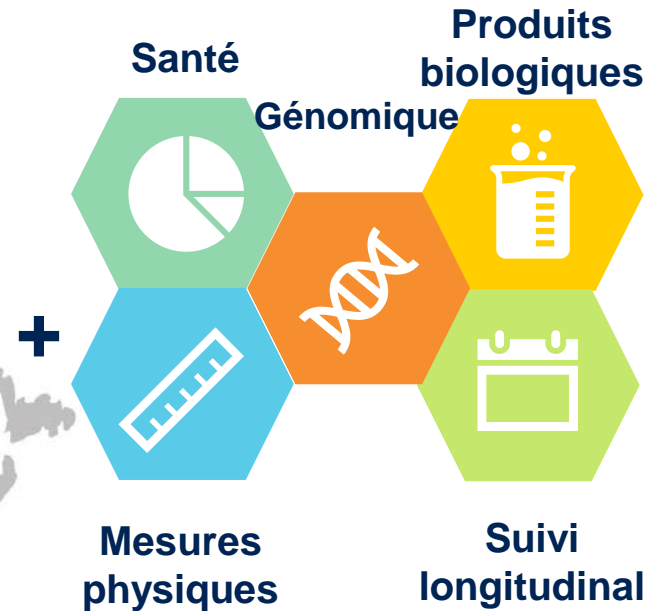 Santé
Produits
biologiques
Génomique
+
Mesures
physiques
Suivi
longitudinal